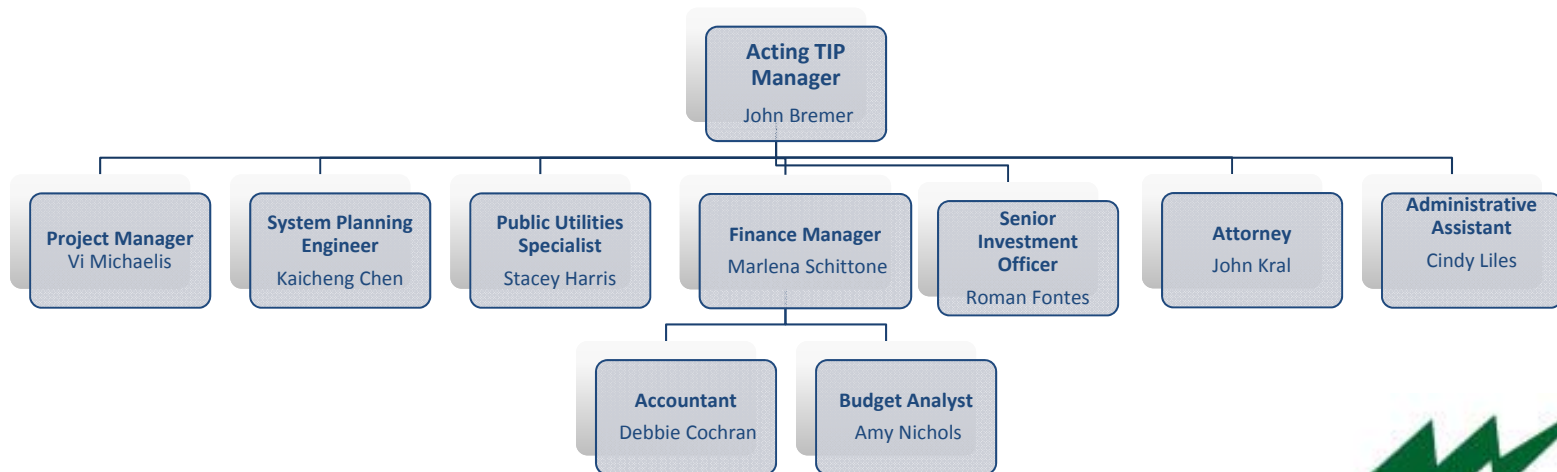 Acting TIP
Manager
John Bremer
Project Manager
Vi Michaelis
System Planning
Engineer
Kaicheng Chen
Public Utilities
Specialist
Stacey Harris
Finance Manager
Marlena Schittone
Senior
Investment
Officer
Roman Fontes
Attorney
John Kral
Administrative
Assistant
Cindy Liles
Accountant
Debbie Cochran
Budget Analyst
Amy Nichols